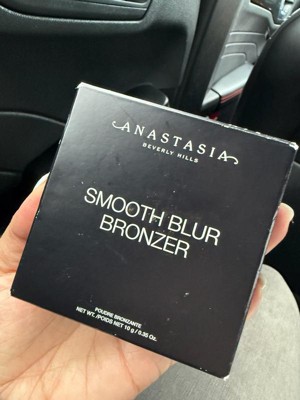 ANASTASIA
BEVERLY HILLS
SMOOTH BLUR
BRONZER
POUDRE BRONZANTE
NET WT./POIDS NET 10 g / 0.35 Oz.